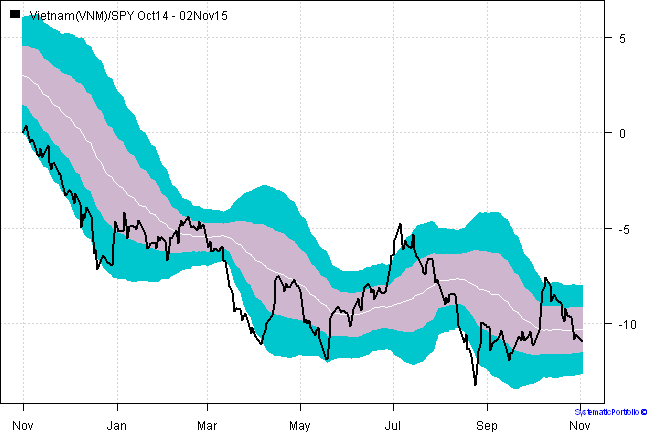 Vietnam(VNM)/SPY Oct14 - 02Nov15
5
0
-5
-10
Nov Jan Mar May Jul Sep Nov
SystematicPortfolio ©